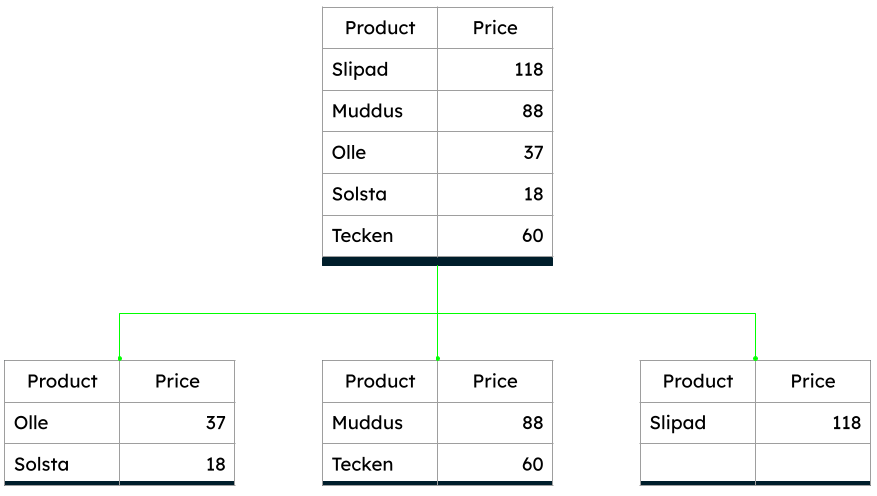 Product Price
Slipad 118
Muddus 88
Olle 37
Solsta 18
Tecken 60
Product Price
Olle 37
Solsta 18
Product Price
Muddus 88
Tecken 60
Product Price
Slipad 118